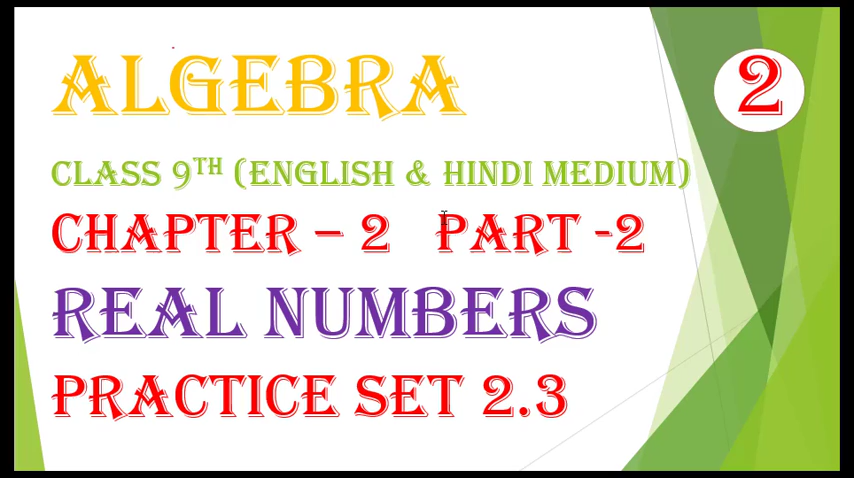 ALGEBRA
2
CLASS 9TH (ENGLISH & HINDI MEDIUM)
CHAPTER – 2 PART -2
REAL NUMBERS
PRACTICE SET 2.3